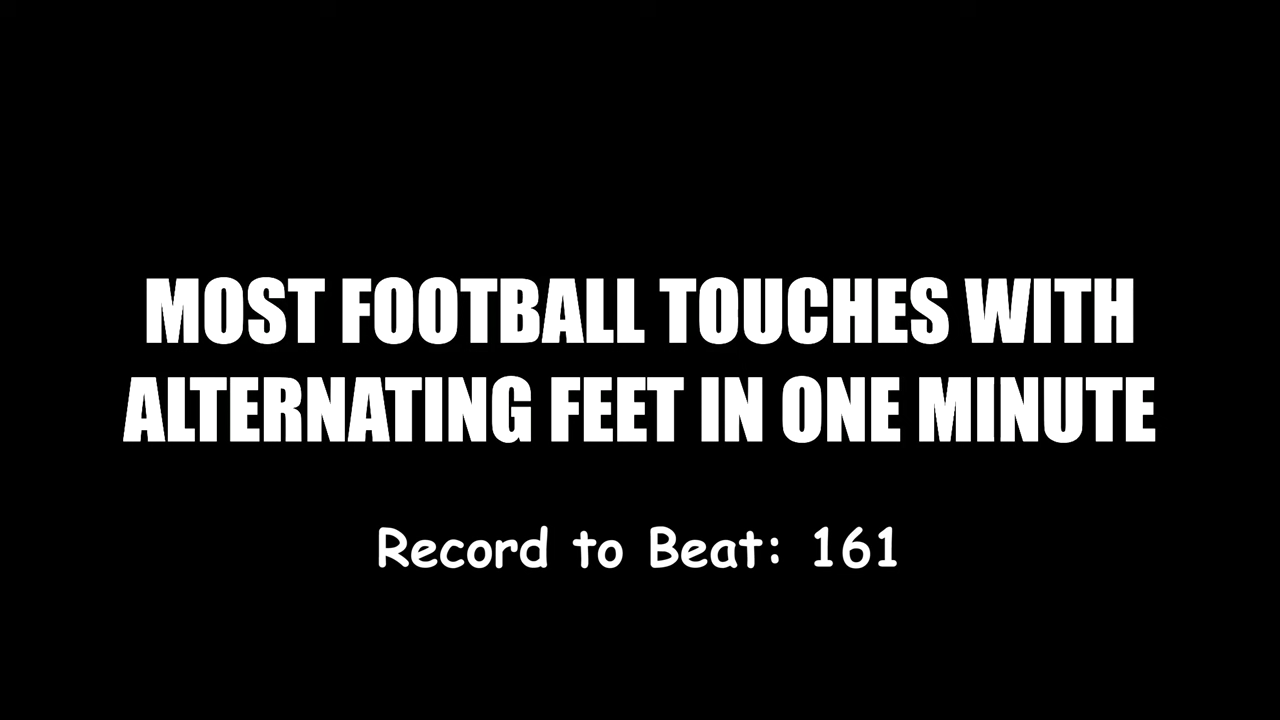 MOST FOOTBALL TOUCHES WITH
ALTERNATING FEET IN ONE MINUTE
Record to Beat: 161